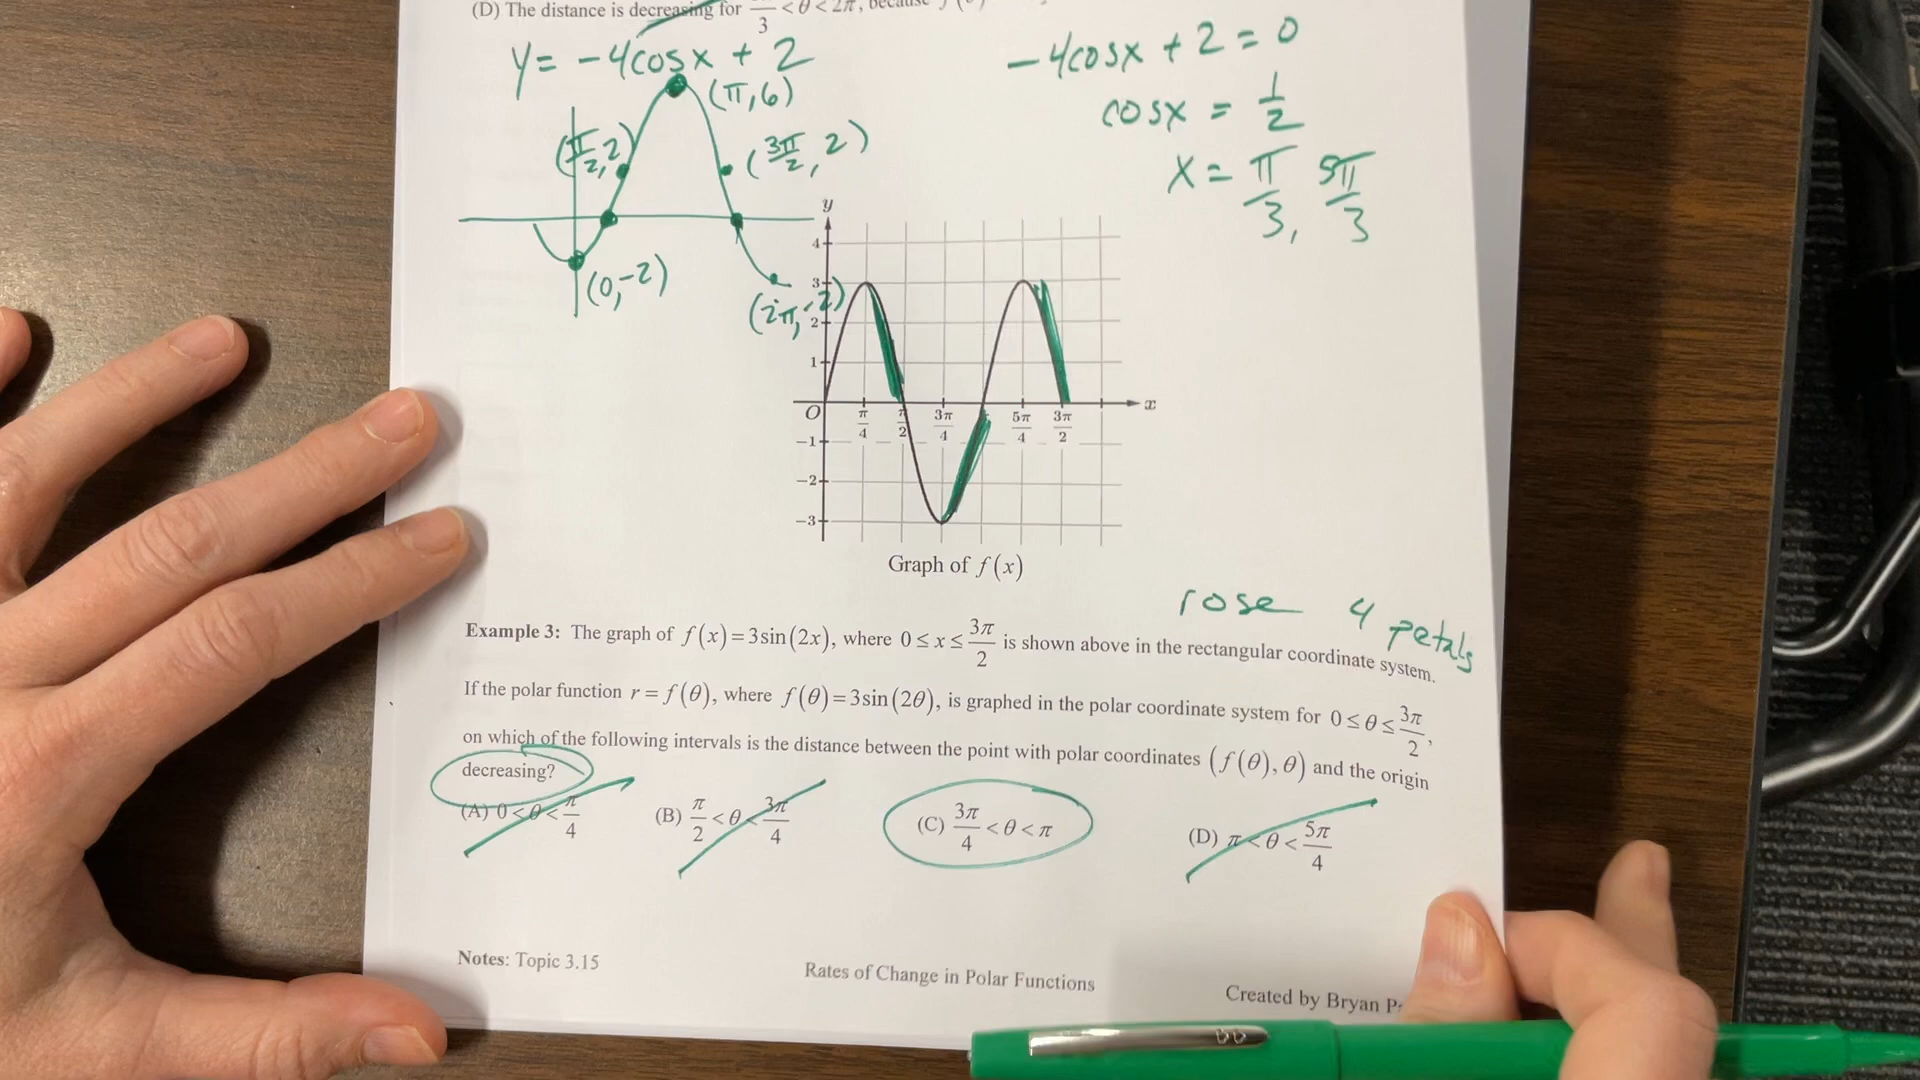 (D) The distance is decreasing for /3 < θ < 2π, because
y = -4cosx + 2
-4cosx + 2 = 0
(π,6)
cosx = 1/2
(π/2, 2)
(3π/2, 2)
x = π/3, 5π/3
(0,-2)
(2π,-2)
y
4
3
2
1
O
π/4
π/2
3π/4
5π/4
3π/2
x
-1
-2
-3
Graph of f(x)
rose 4 petals
Example 3: The graph of f(x)=3sin(2x), where 0≤x≤3π/2 is shown above in the rectangular coordinate system.
If the polar function r=f(θ), where f(θ)=3sin(2θ), is graphed in the polar coordinate system for 0≤θ≤3π/2,
on which of the following intervals is the distance between the point with polar coordinates (f(θ),θ) and the origin
decreasing?
(A) 0<θ<π/4 (B) π/2<θ<3π/4 (C) 3π/4<θ<π (D) π<θ<5π/4
Notes: Topic 3.15 Rates of Change in Polar Functions Created by Bryan